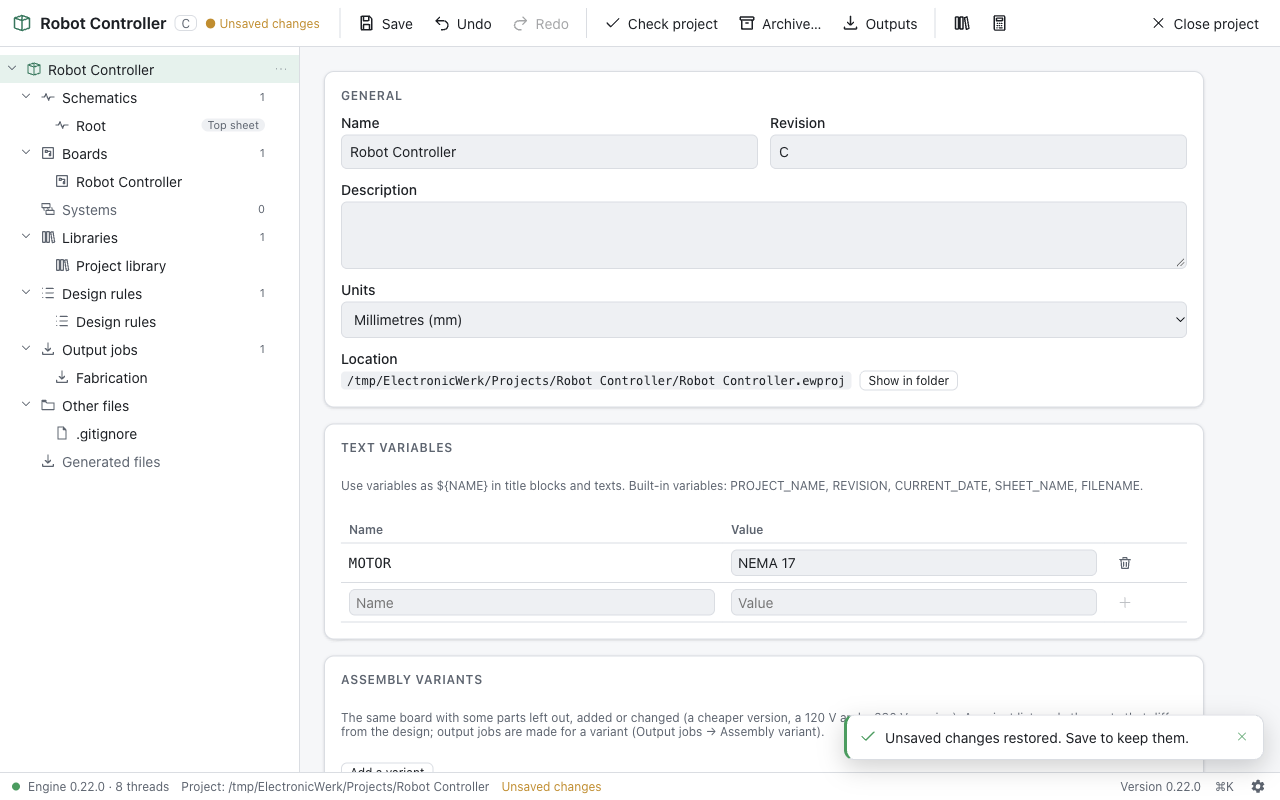 Robot Controller C Unsaved changes Save Undo Redo Check project Archive... Outputs Close project
Robot Controller ...
Schematics 1
Root Top sheet
Boards 1
Robot Controller
Systems 0
Libraries 1
Project library
Design rules 1
Design rules
Output jobs 1
Fabrication
Other files
.gitignore
Generated files
GENERAL
Name Revision
Robot Controller C
Description
Units
Millimetres (mm)
Location
/tmp/ElectronicWerk/Projects/Robot Controller/Robot Controller.ewproj Show in folder
TEXT VARIABLES
Use variables as ${NAME} in title blocks and texts. Built-in variables: PROJECT_NAME, REVISION, CURRENT_DATE, SHEET_NAME, FILENAME.
Name Value
MOTOR NEMA 17
Name Value
ASSEMBLY VARIANTS
The same board with some parts left out, added or changed (a cheaper version, a 120 V
from the design; output jobs are made for a variant (Output jobs → Assembly variant).
Add a variant
Unsaved changes restored. Save to keep them.
Engine 0.22.0 · 8 threads Project: /tmp/ElectronicWerk/Projects/Robot Controller Unsaved changes Version 0.22.0 ⌘K